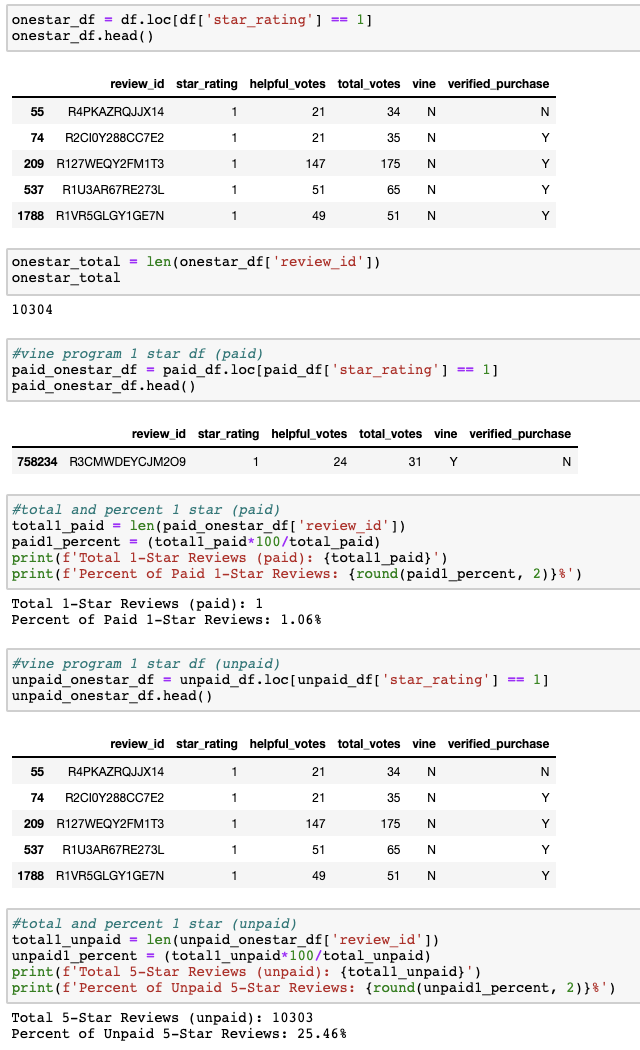 onestar_df = df.loc[df['star_rating'] == 1]
onestar_df.head()
review_id star_rating helpful_votes total_votes vine verified_purchase
55 R4PKAZRQJJX14 1 21 34 N N
74 R2CI0Y288CC7E2 1 21 35 N Y
209 R127WEQY2FM1T3 1 147 175 N Y
537 R1U3AR67RE273L 1 51 65 N Y
1788 R1VR5GLGY1GE7N 1 49 51 N Y
onestar_total = len(onestar_df['review_id'])
onestar_total
10304
#vine program 1 star df (paid)
paid_onestar_df = paid_df.loc[paid_df['star_rating'] == 1]
paid_onestar_df.head()
review_id star_rating helpful_votes total_votes vine verified_purchase
758234 R3CMWDEYCJM2O9 1 24 31 Y N
#total and percent 1 star (paid)
total1_paid = len(paid_onestar_df['review_id'])
paid1_percent = (total1_paid*100/total_paid)
print(f'Total 1-Star Reviews (paid): {total1_paid}')
print(f'Percent of Paid 1-Star Reviews: {round(paid1_percent, 2)}%')
Total 1-Star Reviews (paid): 1
Percent of Paid 1-Star Reviews: 1.06%
#vine program 1 star df (unpaid)
unpaid_onestar_df = unpaid_df.loc[unpaid_df['star_rating'] == 1]
unpaid_onestar_df.head()
review_id star_rating helpful_votes total_votes vine verified_purchase
55 R4PKAZRQJJX14 1 21 34 N N
74 R2CI0Y288CC7E2 1 21 35 N Y
209 R127WEQY2FM1T3 1 147 175 N Y
537 R1U3AR67RE273L 1 51 65 N Y
1788 R1VR5GLGY1GE7N 1 49 51 N Y
#total and percent 1 star (unpaid)
total1_unpaid = len(unpaid_onestar_df['review_id'])
unpaid1_percent = (total1_unpaid*100/total_unpaid)
print(f'Total 5-Star Reviews (unpaid): {total1_unpaid}')
print(f'Percent of Unpaid 5-Star Reviews: {round(unpaid1_percent, 2)}%')
Total 5-Star Reviews (unpaid): 10303
Percent of Unpaid 5-Star Reviews: 25.46%